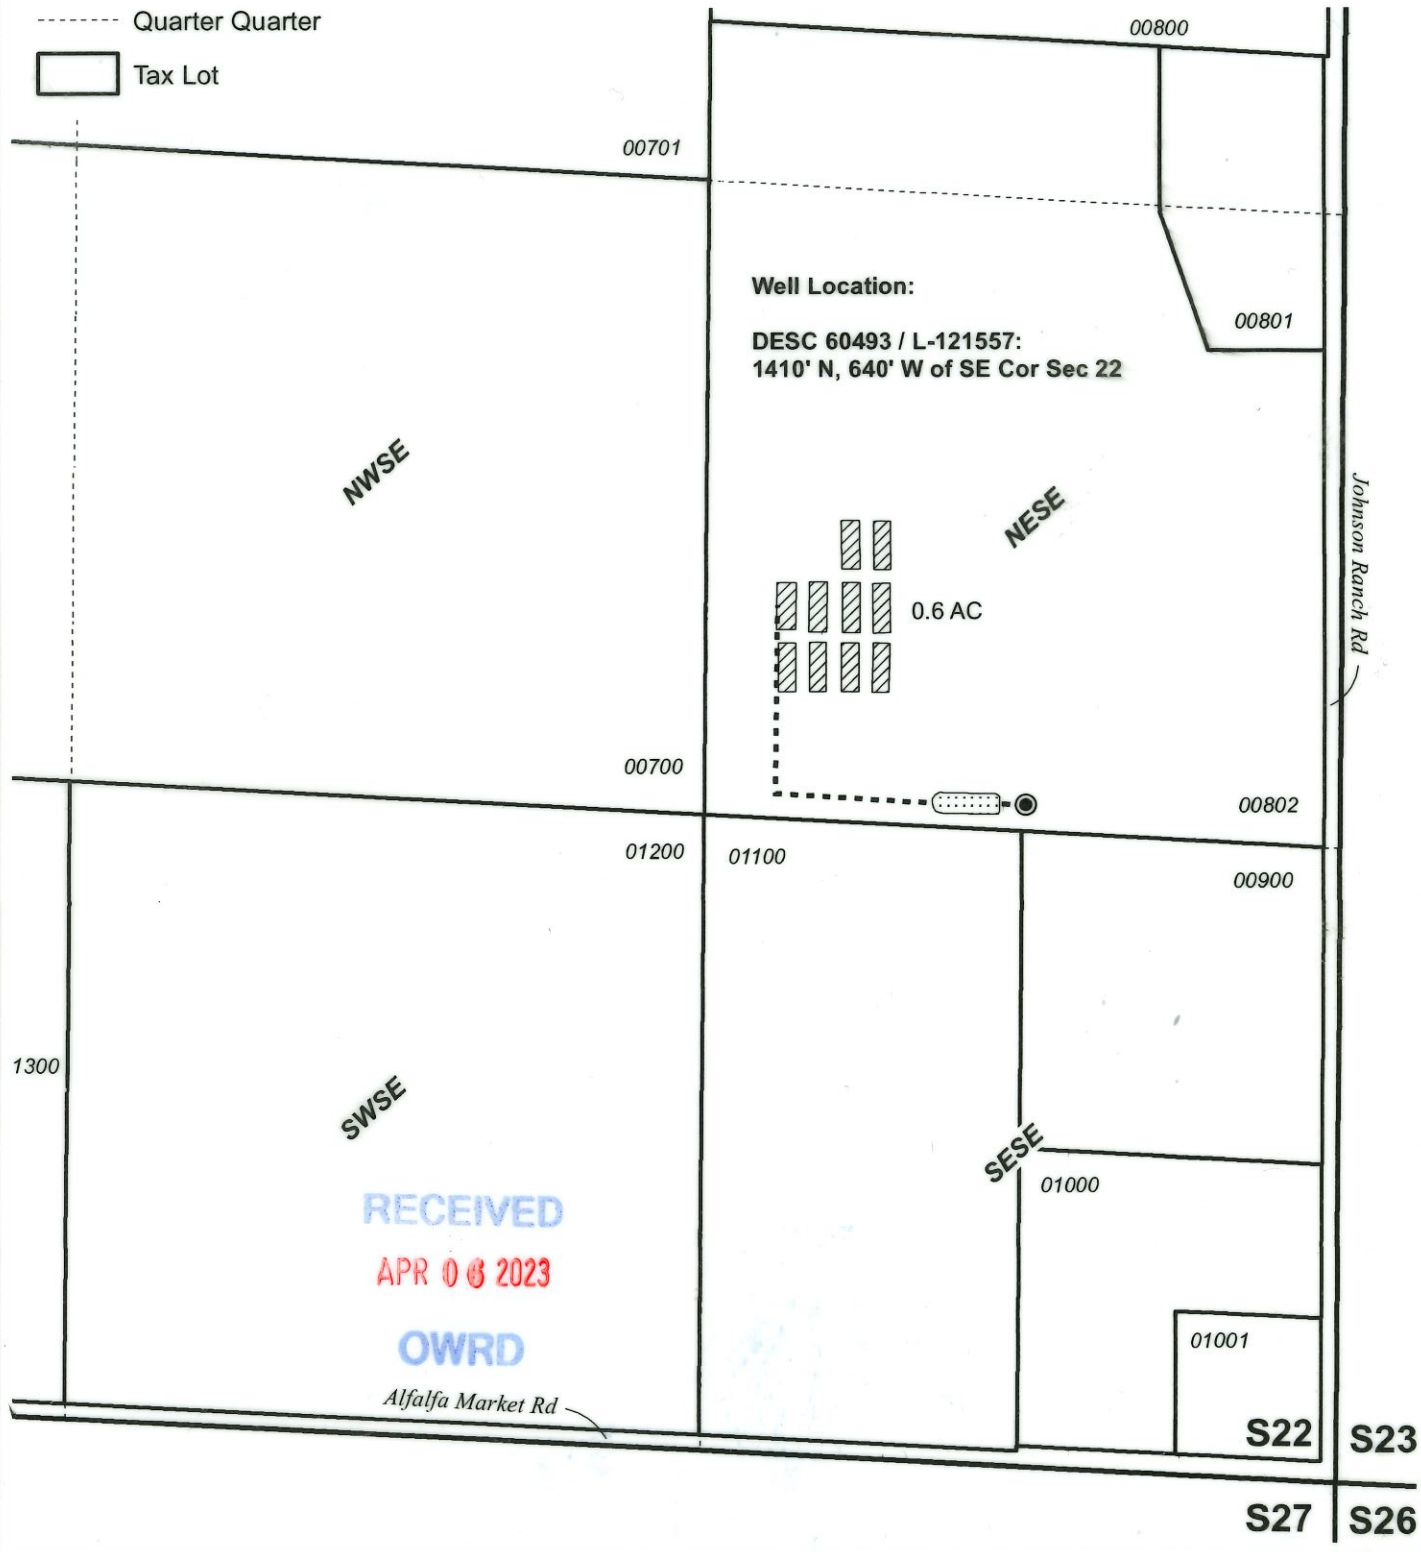 Quarter Quarter
Tax Lot
00800
00701
Well Location:
DESC 60493 / L-121557:
1410' N, 640' W of SE Cor Sec 22
00801
NWSE
NESE
Johnson Ranch Rd
0.6 AC
00700
00802
01200
01100
00900
1300
SWSE
SESE
01000
RECEIVED
APR 06 2023
OWRD
01001
Alfalfa Market Rd
S22
S23
S27
S26